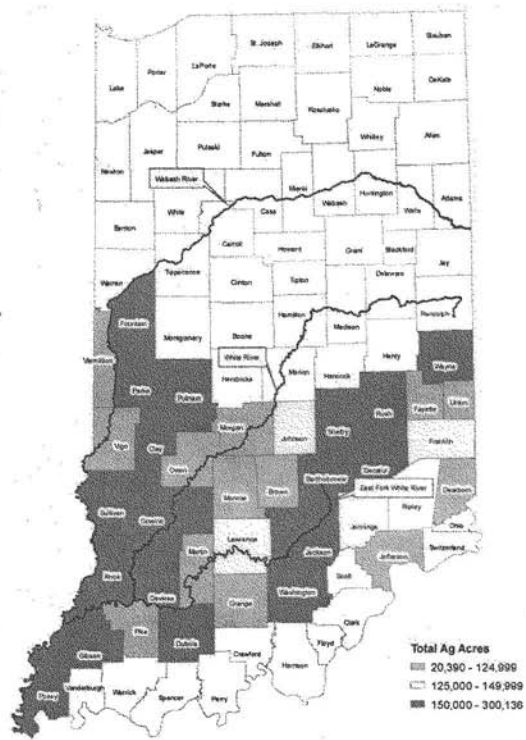 Steuben
St. Joseph
Elkhart
LaGrange
LaPorte
Porter
Lake
Noble
DeKalb
Starke
Marshall
Kosciusko
Whitley
Allen
Jasper
Pulaski
Fulton
Newton
Wabash River
Miami
Wabash
Huntington
Wells
Adams
White
Cass
Benton
Carroll
Howard
Grant
Blackford
Jay
Warren
Tippecanoe
Clinton
Tipton
Delaware
Randolph
Fountain
Hamilton
Madison
Montgomery
Boone
White River
Vermillion
Hendricks
Marion
Hancock
Henry
Wayne
Parke
Putnam
Rush
Fayette
Union
Morgan
Johnson
Shelby
Vigo
Clay
Owen
Franklin
Decatur
Bartholomew
Monroe
Brown
East Fork White River
Dearborn
Sullivan
Greene
Ripley
Jennings
Ohio
Lawrence
Jackson
Jefferson
Switzerland
Martin
Knox
Daviess
Washington
Scott
Orange
Clark
Pike
Dubois
Gibson
Floyd
Crawford
Harrison
Posey
Vanderburgh
Warrick
Spencer
Perry
Total Ag Acres
20,390 - 124,999
125,000 - 149,999
150,000 - 300,136